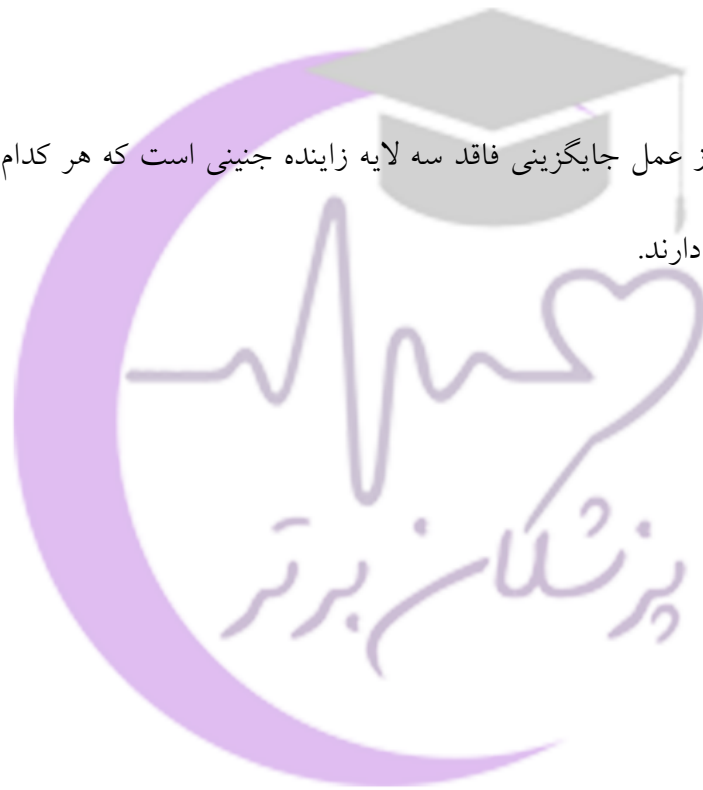 ز عمل جایگزینی فاقد سه لایه زاینده جنینی است که هر کدام
دارند.
پزشکان برتر